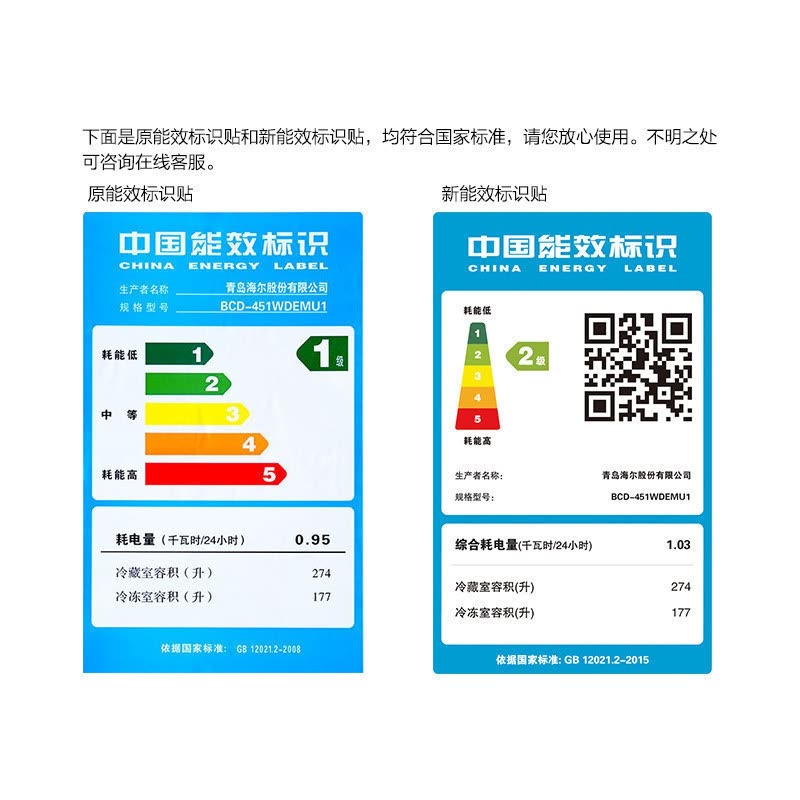 下面是原能效标识贴和新能效标识贴，均符合国家标准，请您放心使用。不明之处
可咨询在线客服。
原能效标识贴
中国能效标识
CHINA ENERGY LABEL
生产者名称 青岛海尔股份有限公司
规格型号 BCD-451WDEMU1
耗能低 1 1级
2
中等 3
4
耗能高 5
耗电量（千瓦时/24小时） 0.95
冷藏室容积（升） 274
冷冻室容积（升） 177
依据国家标准： GB 12021.2-2008
新能效标识贴
中国能效标识
CHINA ENERGY LABEL
耗能低
1
2 2级
3
4
5
耗能高
生产者名称： 青岛海尔股份有限公司
规格型号： BCD-451WDEMU1
综合耗电量(千瓦时/24小时) 1.03
冷藏室容积(升) 274
冷冻室容积(升) 177
依据国家标准: GB 12021.2-2015